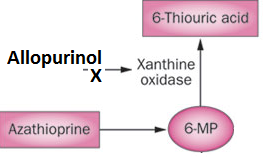 6-Thiouric acid
Allopurinol
X
Xanthine
oxidase
Azathioprine
6-MP